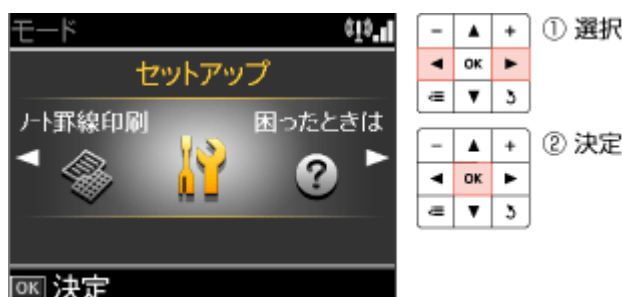 モード
セットアップ
ノート罫線印刷
困ったときは
?
OK 決定
- ▲ +
◀ OK ▶
▼
① 選択
- ▲ +
◀ OK ▶
▼
② 決定